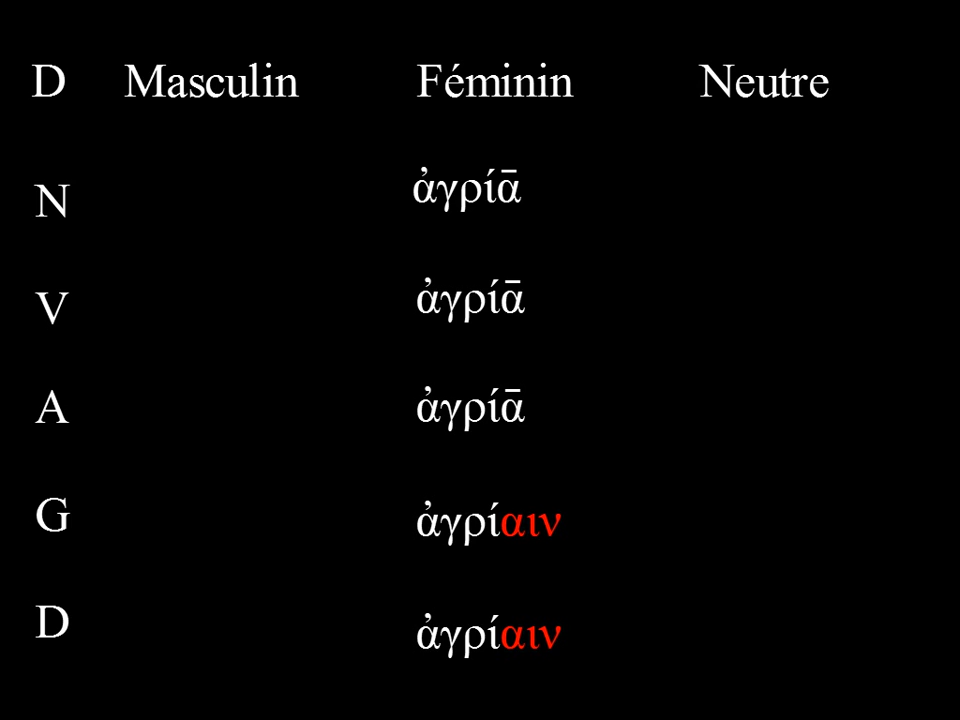 D Masculin Féminin Neutre
N ἀγρίᾱ
V ἀγρίᾱ
A ἀγρίᾱ
G ἀγρίαιν
D ἀγρίαιν